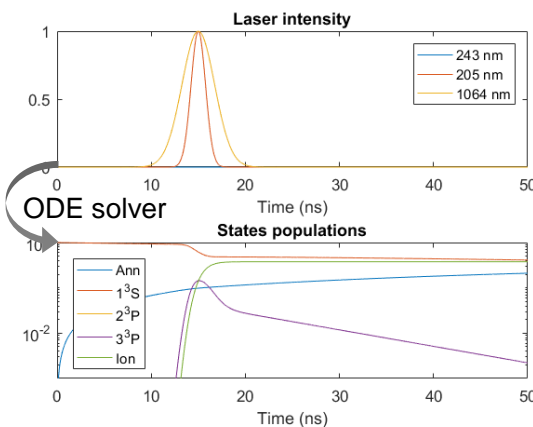 Laser intensity
1
0.5
0
243 nm
205 nm
1064 nm
0 10 20 30 40 50
Time (ns)
ODE solver
States populations
10⁰
10⁻²
Ann
1³S
2³P
3³P
Ion
0 10 20 30 40 50
Time (ns)